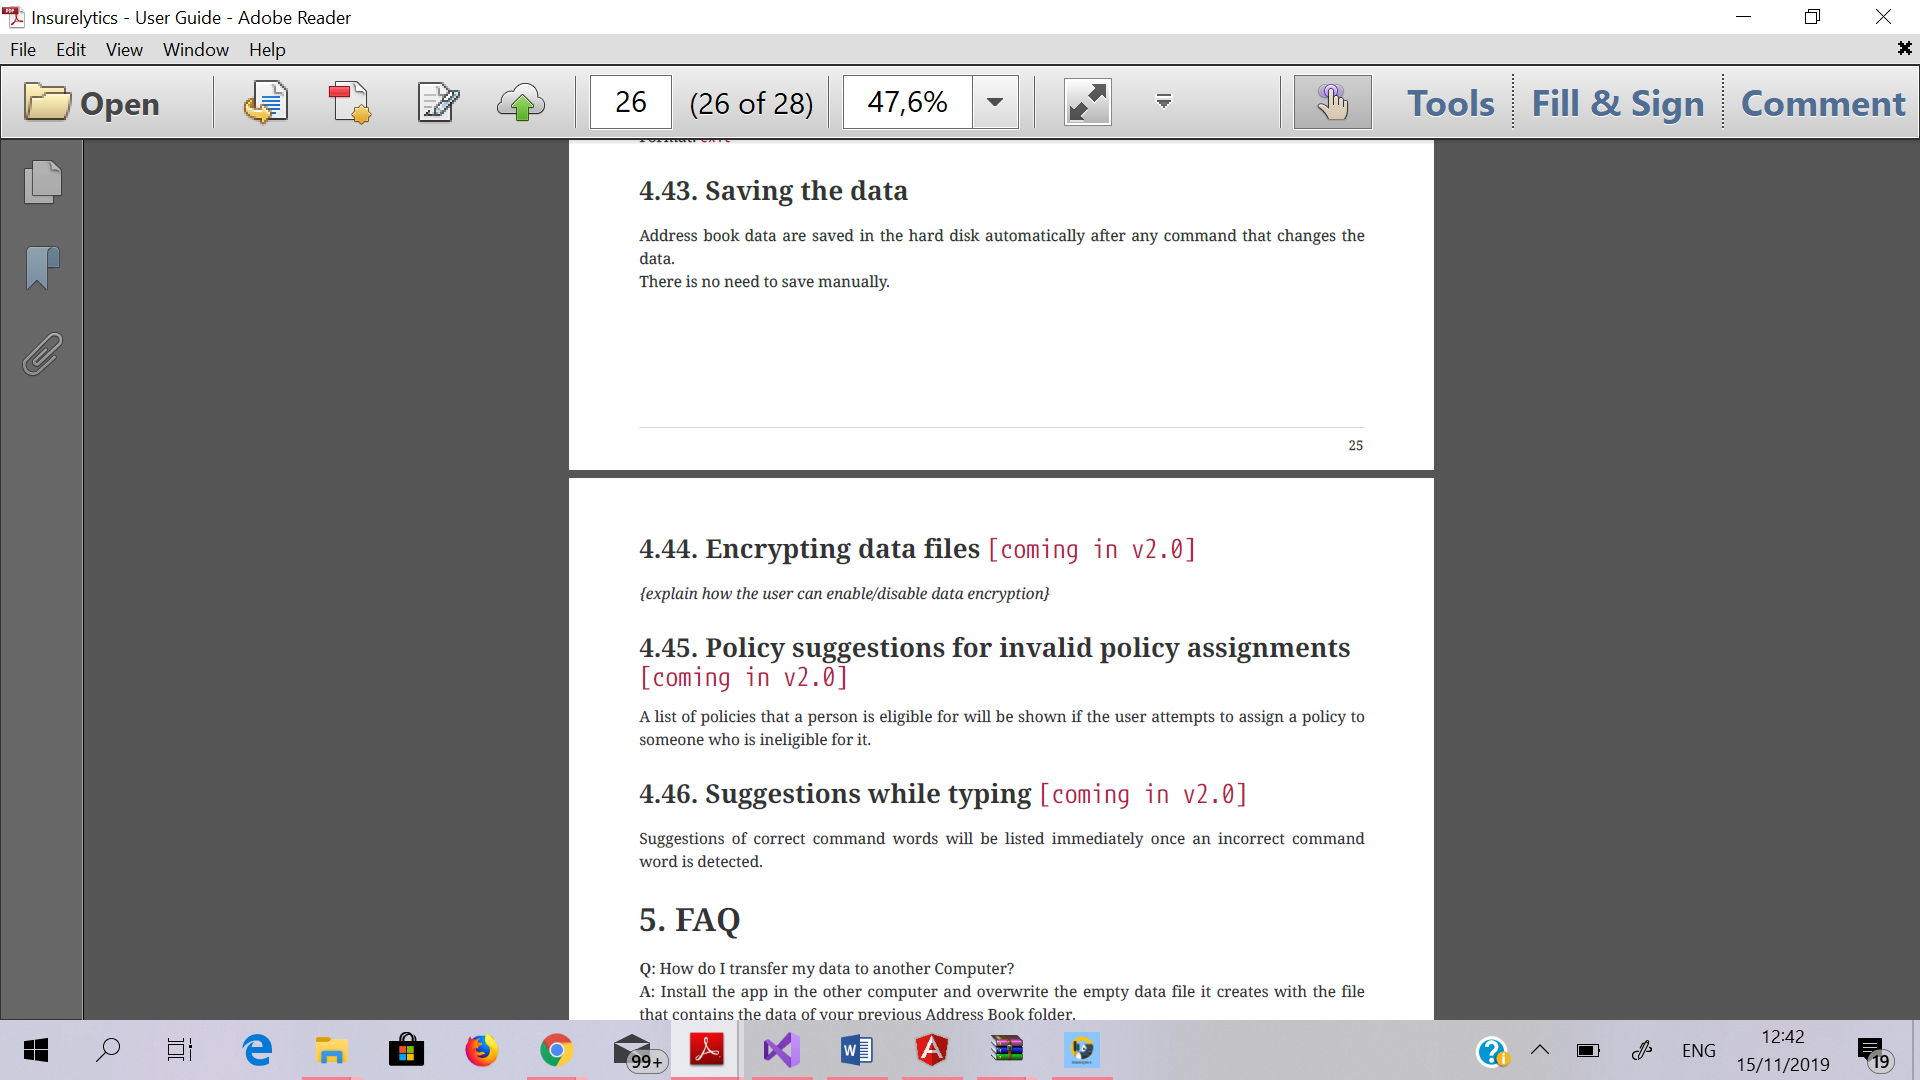 Insurelytics - User Guide - Adobe Reader
File Edit View Window Help
Open 26 (26 of 28) 47,6% Tools Fill & Sign Comment
4.43. Saving the data
Address book data are saved in the hard disk automatically after any command that changes the
data.
There is no need to save manually.
25
4.44. Encrypting data files [coming in v2.0]
{explain how the user can enable/disable data encryption}
4.45. Policy suggestions for invalid policy assignments
[coming in v2.0]
A list of policies that a person is eligible for will be shown if the user attempts to assign a policy to
someone who is ineligible for it.
4.46. Suggestions while typing [coming in v2.0]
Suggestions of correct command words will be listed immediately once an incorrect command
word is detected.
5. FAQ
Q: How do I transfer my data to another Computer?
A: Install the app in the other computer and overwrite the empty data file it creates with the file
that contains the data of your previous Address Book folder.
99+
ENG
12:42
15/11/2019
19